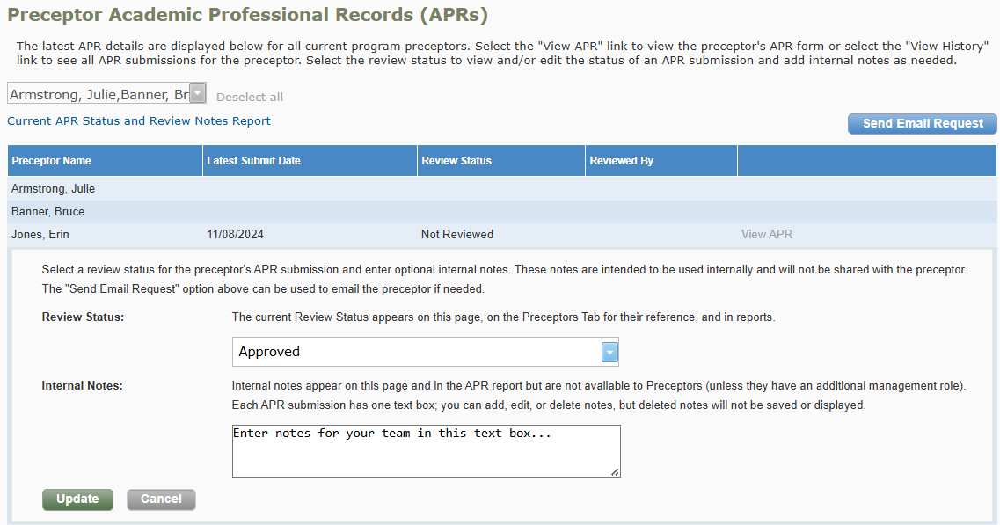 Preceptor Academic Professional Records (APRs)
The latest APR details are displayed below for all current program preceptors. Select the "View APR" link to view the preceptor's APR form or select the "View History"
link to see all APR submissions for the preceptor. Select the review status to view and/or edit the status of an APR submission and add internal notes as needed.
Armstrong, Julie,Banner, Br Deselect all
Current APR Status and Review Notes Report
Send Email Request
Preceptor Name Latest Submit Date Review Status Reviewed By
Armstrong, Julie
Banner, Bruce
Jones, Erin 11/08/2024 Not Reviewed View APR
Select a review status for the preceptor's APR submission and enter optional internal notes. These notes are intended to be used internally and will not be shared with the preceptor.
The "Send Email Request" option above can be used to email the preceptor if needed.
Review Status: The current Review Status appears on this page, on the Preceptors Tab for their reference, and in reports.
Approved
Internal Notes: Internal notes appear on this page and in the APR report but are not available to Preceptors (unless they have an additional management role).
Each APR submission has one text box; you can add, edit, or delete notes, but deleted notes will not be saved or displayed.
Enter notes for your team in this text box...
Update Cancel